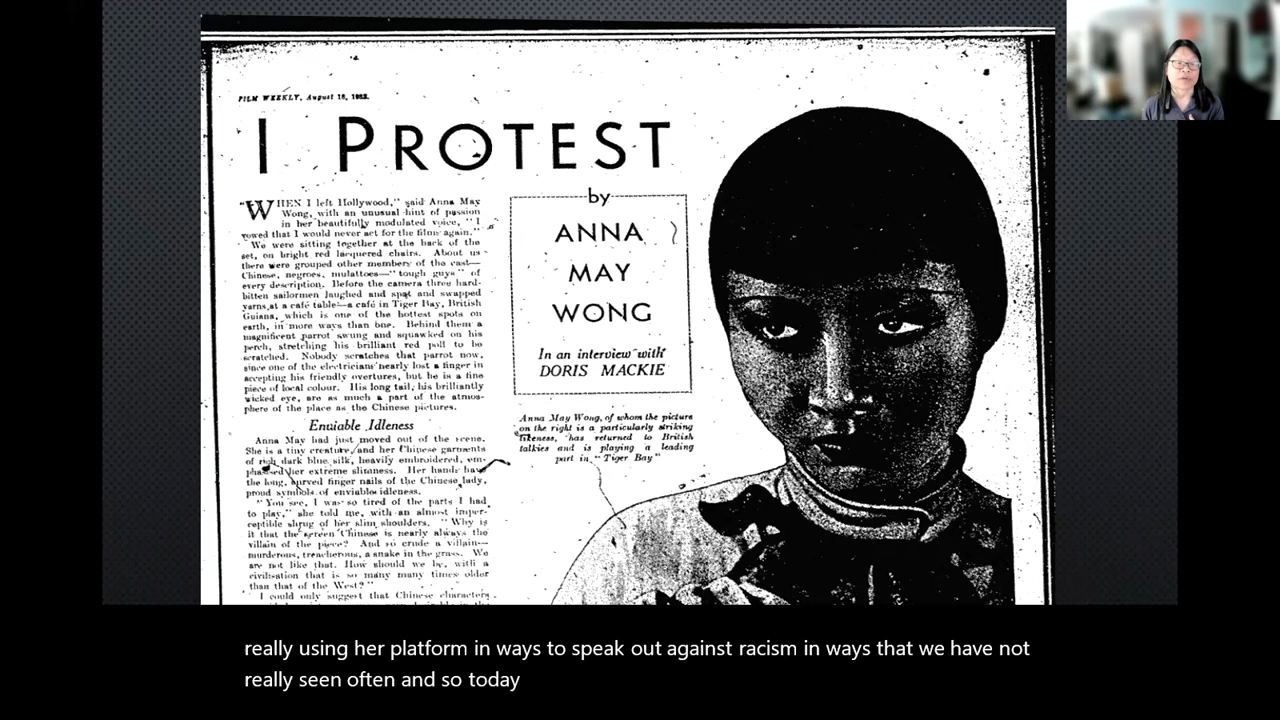 FILM WEEKLY, August 18, 1933.
I PROTEST
"WHEN I left Hollywood," said Anna May
Wong, with an unusual hint of passion
in her beautifully modulated voice, "I
vowed that I would never act for the films again."
We were sitting together at the back of the
set, on bright red lacquered chairs. About us
there were grouped other members of the cast—
Chinese, negroes, mulattoes—"tough guys" of
every description. Before the camera three hard-
bitten sailormen laughed and spat and swapped
yarns at a café table—a café in Tiger Bay, British
Guiana, which is one of the hottest spots on
earth, in more ways than one. Behind them a
magnificent parrot swung and squawked on his
perch, stretching his brilliant red poll to be
scratched. Nobody scratches that parrot now,
since one of the electricians nearly lost a finger in
accepting his friendly overtures, but he is a fine
piece of local colour. His long tail, his brilliantly
wicked eye, are as much a part of the atmos-
phere of the place as the Chinese pictures.
Enviable Idleness
Anna May had just moved out of the scene.
She is a tiny creature, and her Chinese garments
of rich dark blue silk, heavily embroidered, em-
phasised her extreme slimness. Her hands have
the long, curved finger nails of the Chinese lady,
proud symbols of enviable idleness.
"You see, I was so tired of the parts I had
to play," she told me, with an almost imper-
ceptible shrug of her slim shoulders. "Why is
it that the screen Chinese is nearly always the
villain of the piece? And so crude a villain—
murderous, treacherous, a snake in the grass. We
are not like that. How should we be, with a
civilisation that is so many many times older
than that of the West?"
I could only suggest that Chinese characters
by
ANNA
MAY
WONG
In an interview with
DORIS MACKIE
Anna May Wong, of whom the picture
on the right is a particularly striking
likeness, has returned to British
talkies and is playing a leading
part in "Tiger Bay"
really using her platform in ways to speak out against racism in ways that we have not
really seen often and so today